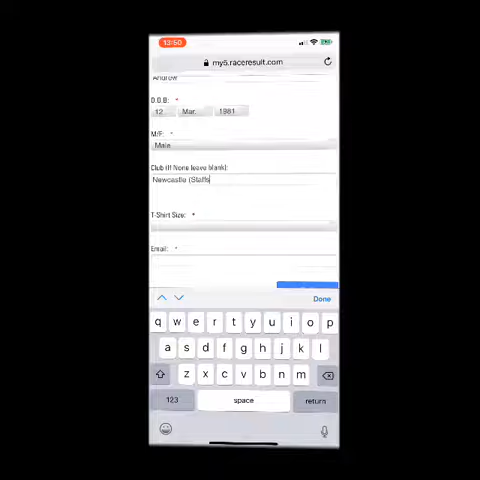 13:50
my5.raceresult.com
Androw
D.O.B: *
12 Mar. 1981
M/F: *
Male
Club (If None leave blank):
Newcastle (Staffs
T-Shirt Size: *
Email: *
Done
q w e r t y u i o p
a s d f g h j k l
z x c v b n m
123 space return